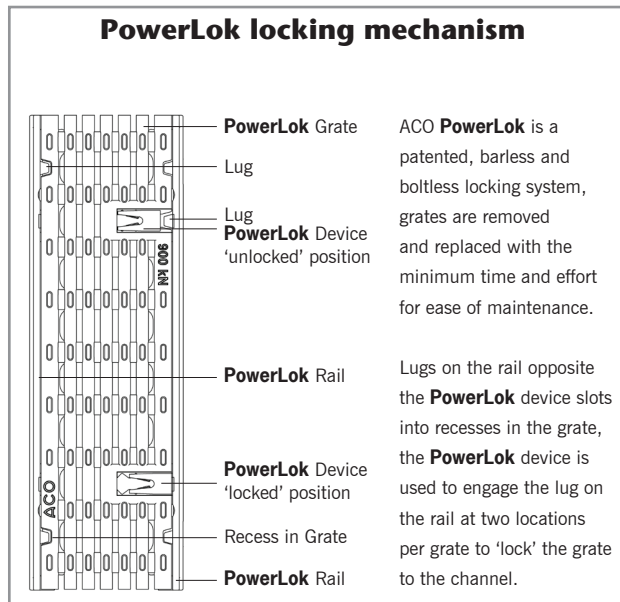 PowerLok locking mechanism
PowerLok Grate
Lug
Lug
PowerLok Device
'unlocked' position
900 kN
PowerLok Rail
PowerLok Device
'locked' position
ACO
Recess in Grate
PowerLok Rail
ACO PowerLok is a
patented, barless and
boltless locking system,
grates are removed
and replaced with the
minimum time and effort
for ease of maintenance.
Lugs on the rail opposite
the PowerLok device slots
into recesses in the grate,
the PowerLok device is
used to engage the lug on
the rail at two locations
per grate to 'lock' the grate
to the channel.